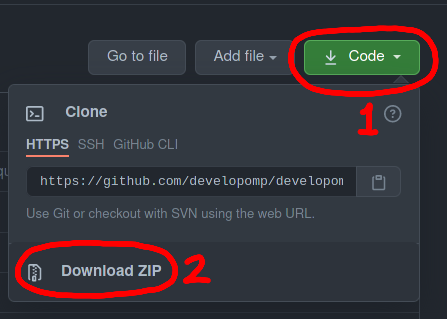 Go to file Add file Code
1
Clone
HTTPS SSH GitHub CLI
https://github.com/developomp/developom
Use Git or checkout with SVN using the web URL.
Download ZIP 2